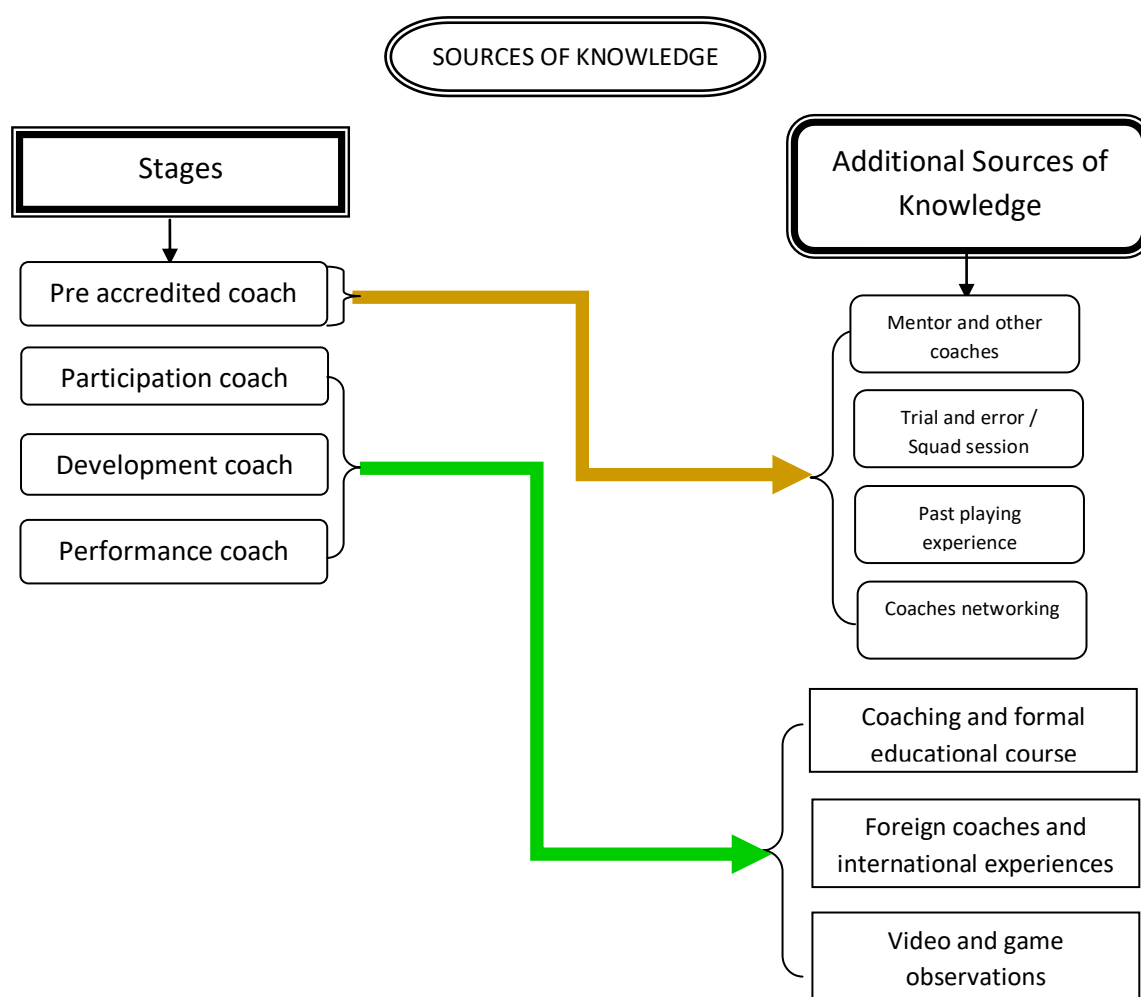 SOURCES OF KNOWLEDGE
Stages
Pre accredited coach
Participation coach
Development coach
Performance coach
Additional Sources of
Knowledge
Mentor and other
coaches
Trial and error /
Squad session
Past playing
experience
Coaches networking
Coaching and formal
educational course
Foreign coaches and
international experiences
Video and game
observations